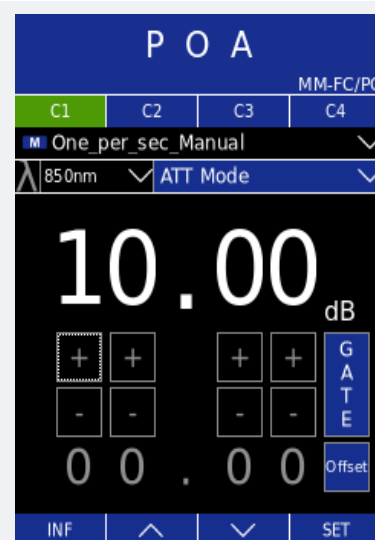 P O A
MM-FC/PC
C1 C2 C3 C4
M One_per_sec_Manual
λ 850nm ATT Mode
10.00
dB
+ + + +
- - - -
GATE
0 0 . 0 0 Offset
INF SET